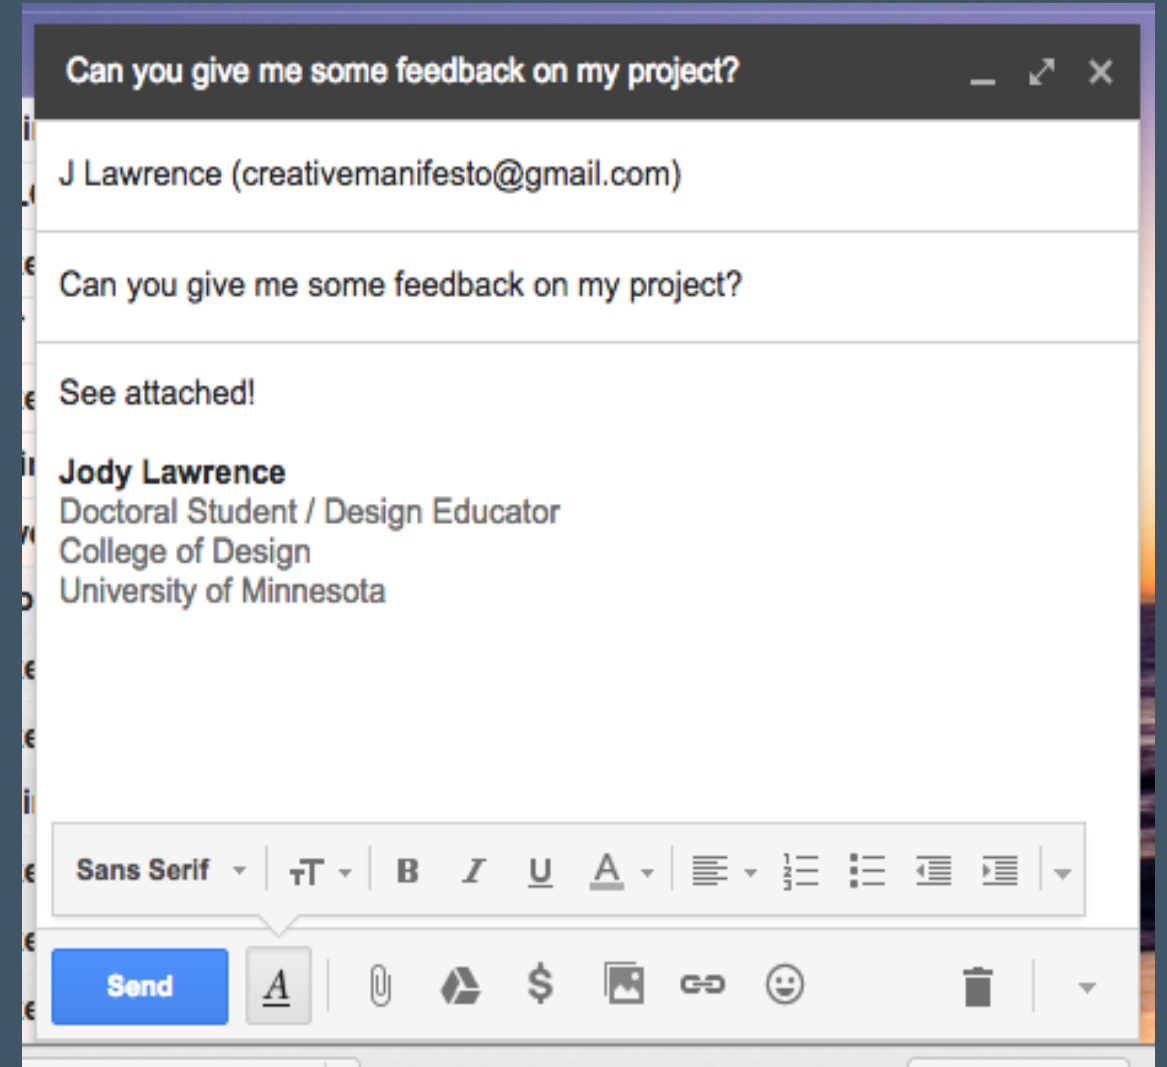 Can you give me some feedback on my project?
J Lawrence (creativemanifesto@gmail.com)
Can you give me some feedback on my project?
See attached!
Jody Lawrence
Doctoral Student / Design Educator
College of Design
University of Minnesota
Sans Serif
Send